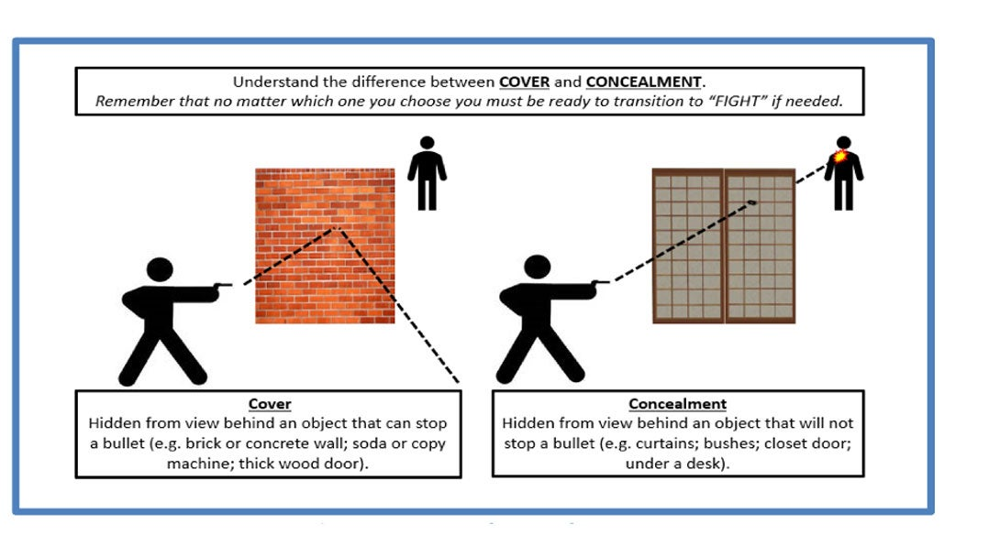 Understand the difference between COVER and CONCEALMENT.
Remember that no matter which one you choose you must be ready to transition to “FIGHT” if needed.
Cover
Hidden from view behind an object that can stop
a bullet (e.g. brick or concrete wall; soda or copy
machine; thick wood door).
Concealment
Hidden from view behind an object that will not
stop a bullet (e.g. curtains; bushes; closet door;
under a desk).